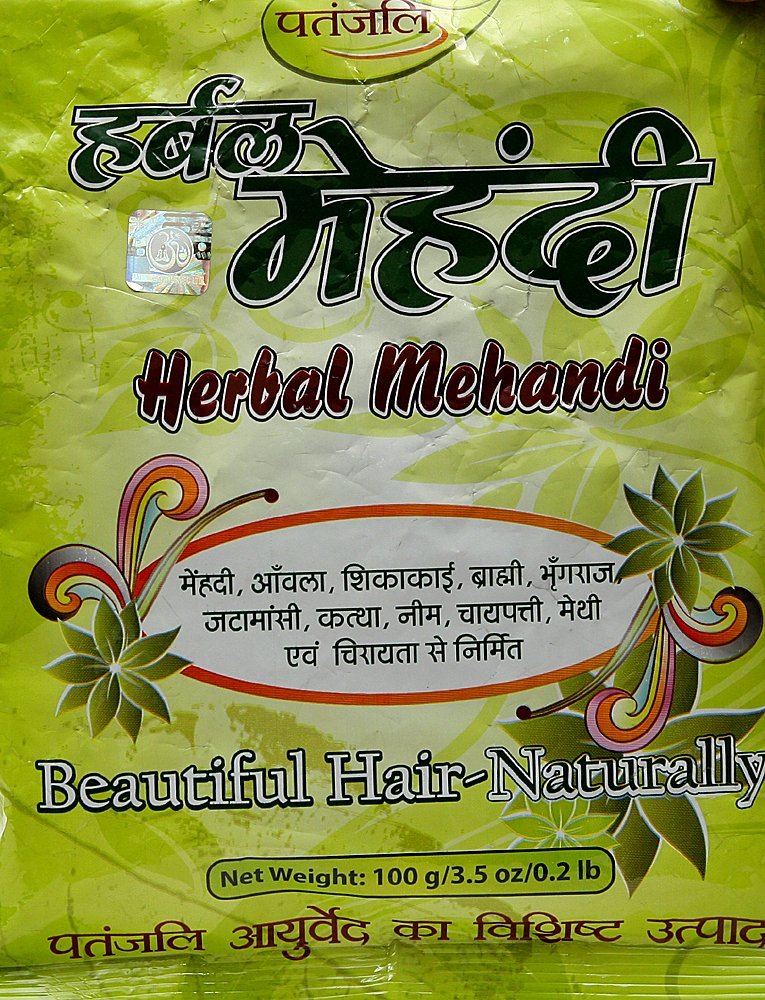 पतंजलि
हर्बल
मेहंदी
Herbal Mehandi
मेंहदी, आँवला, शिकाकाई, ब्राह्मी, भृँगराज,
जटामांसी, कत्था, नीम, चायपत्ती, मेथी
एवं चिरायता से निर्मित
Beautiful Hair-Naturally
Net Weight: 100 g/3.5 oz/0.2 lb
पतंजलि आयुर्वेद का विशिष्ट उत्पाद